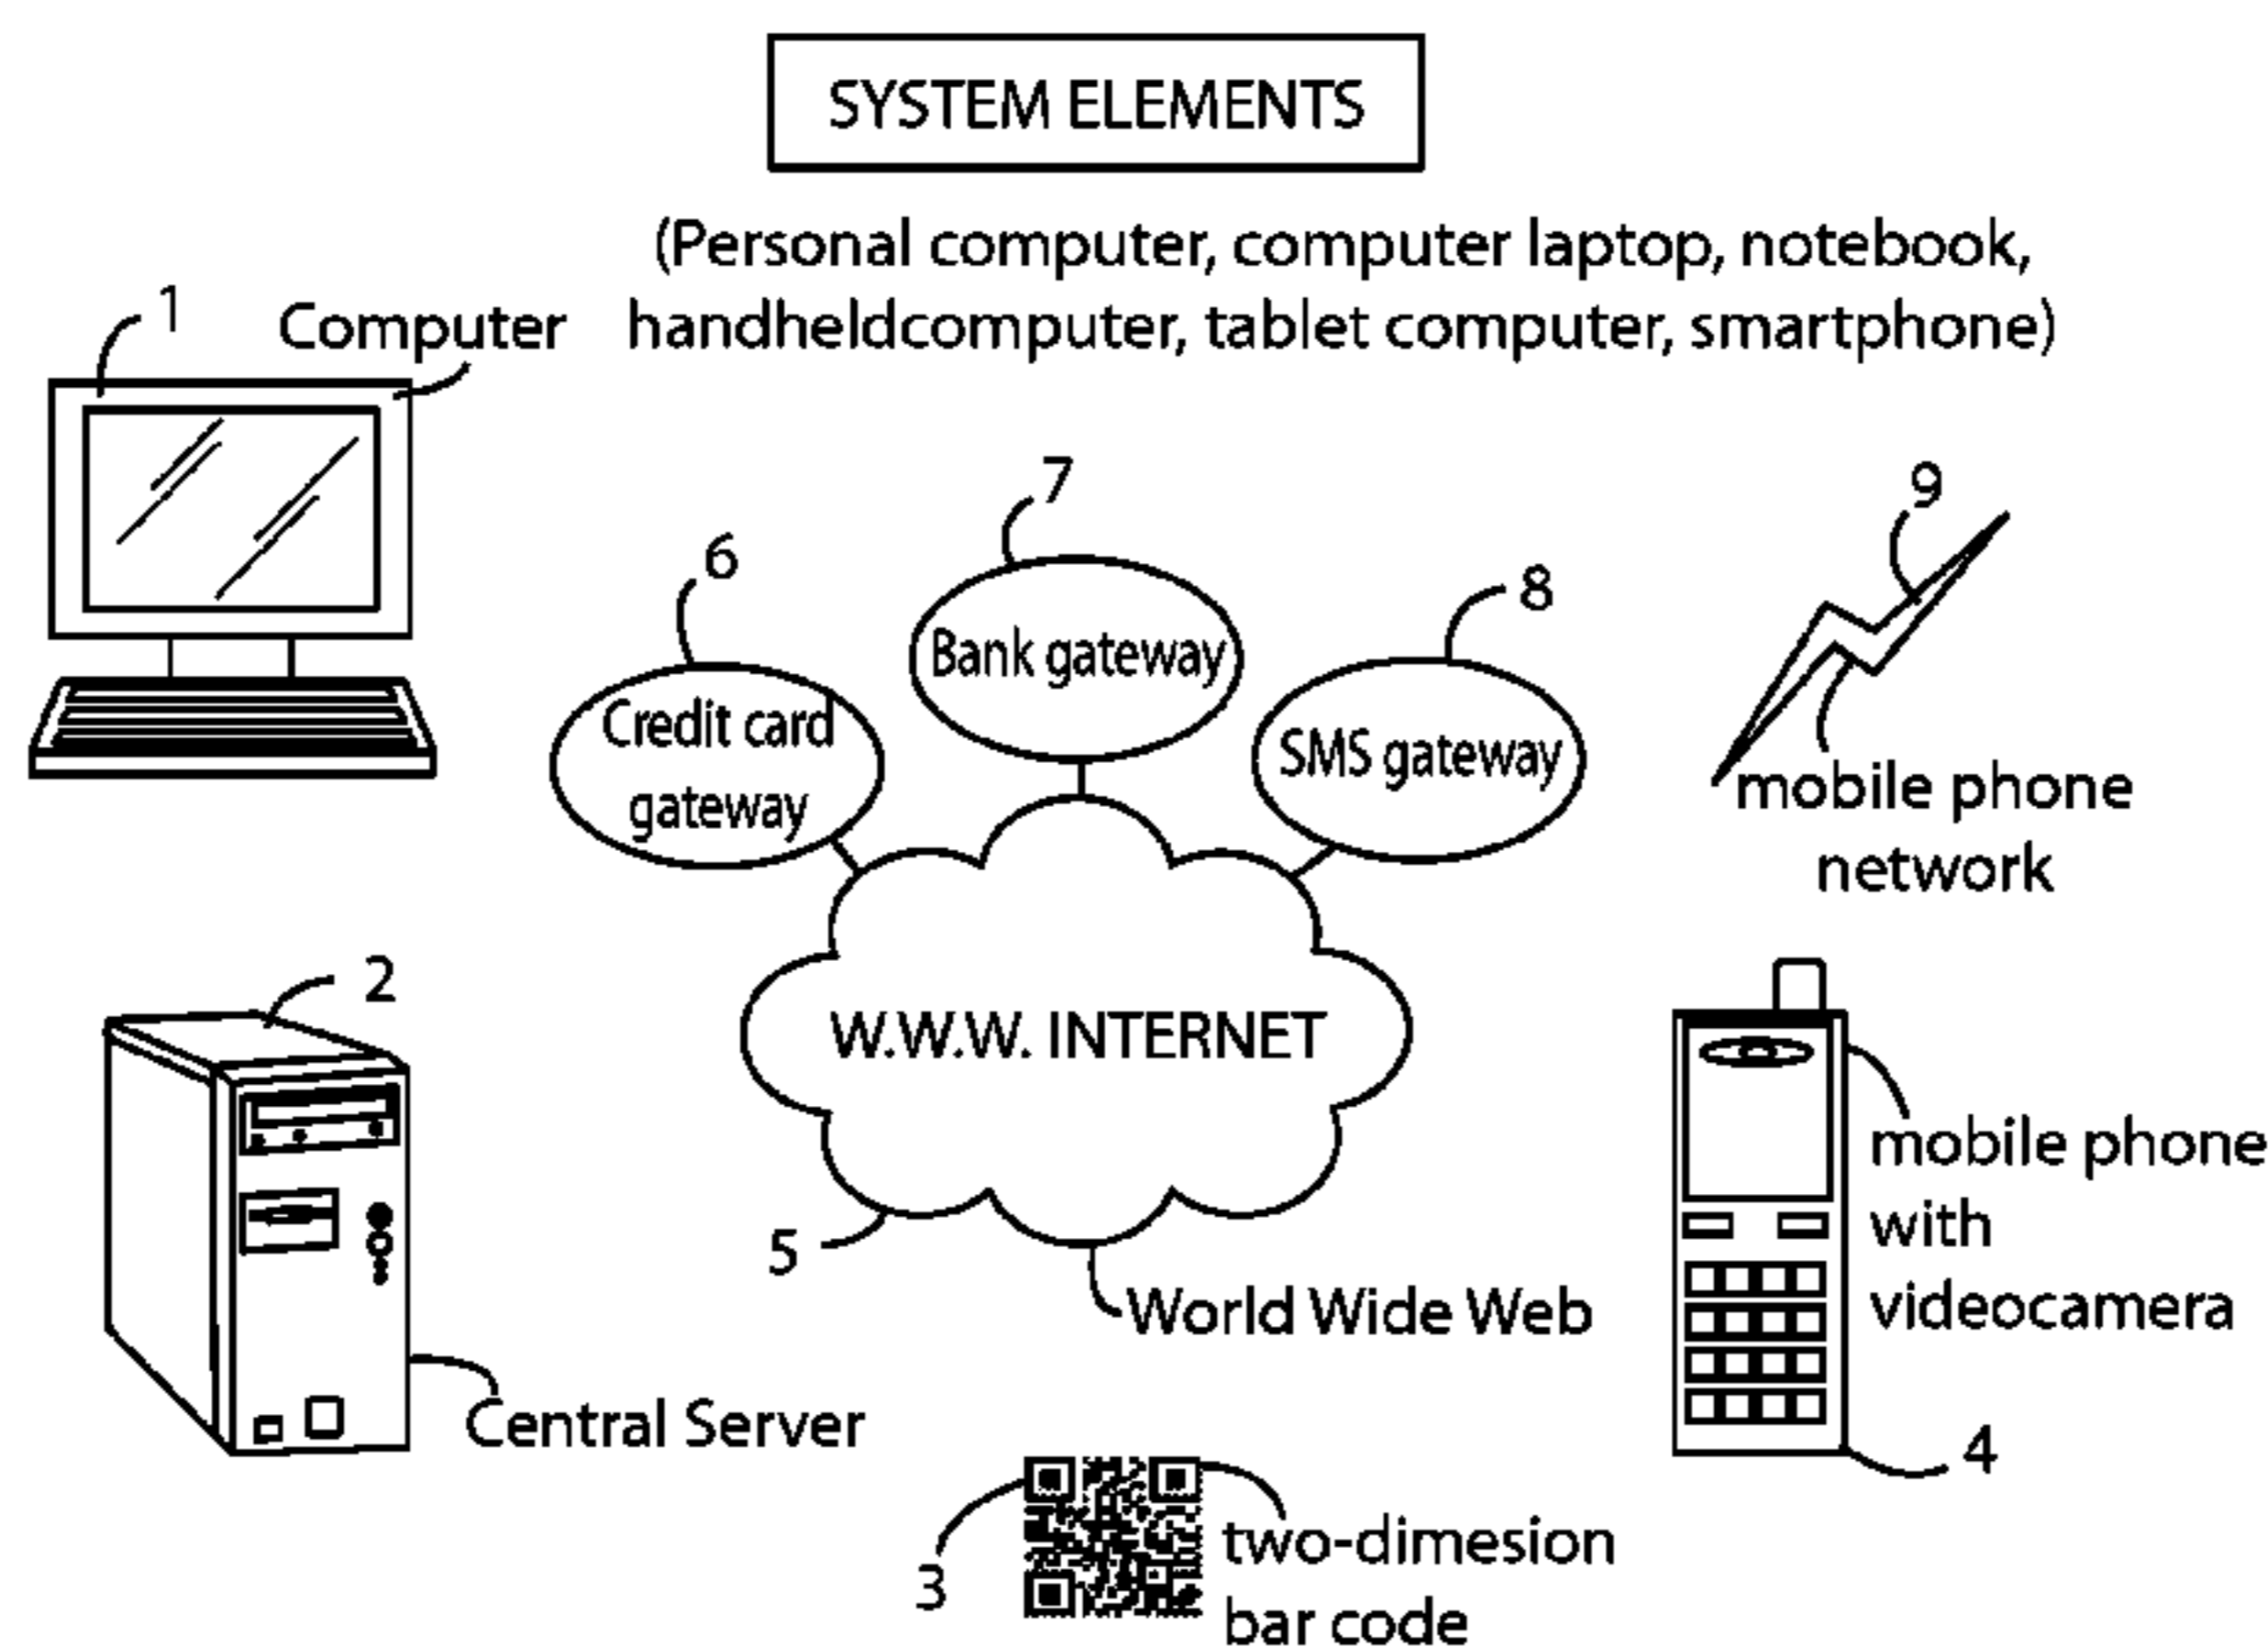 SYSTEM ELEMENTS
(Personal computer, computer laptop, notebook,
handheldcomputer, tablet computer, smartphone)
1
Computer
7
9
6
8
Bank gateway
Credit card
gateway
SMS gateway
mobile phone
network
2
W.W.W. INTERNET
mobile phone
with
videocamera
5
World Wide Web
Central Server
4
3
two-dimesion
bar code